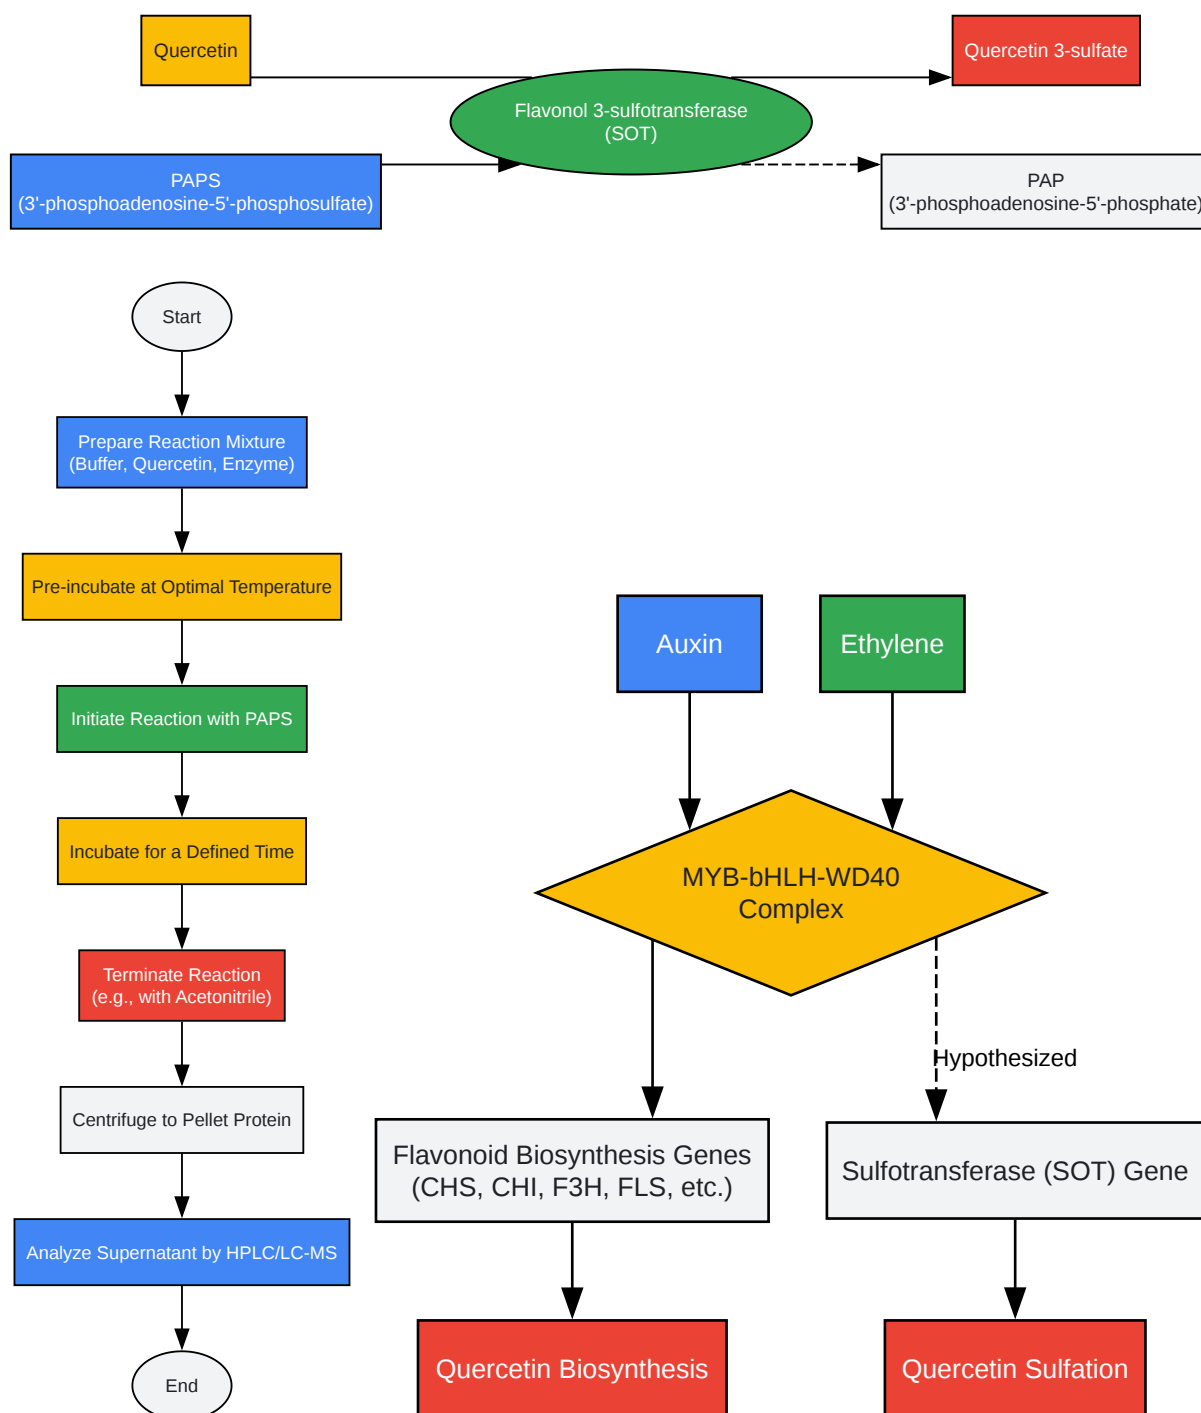 Quercetin
Quercetin 3-sulfate
Flavonol 3-sulfotransferase
(SOT)
PAPS
(3'-phosphoadenosine-5'-phosphosulfate)
PAP
(3'-phosphoadenosine-5'-phosphate)
Start
Prepare Reaction Mixture
(Buffer, Quercetin, Enzyme)
Pre-incubate at Optimal Temperature
Initiate Reaction with PAPS
Incubate for a Defined Time
Terminate Reaction
(e.g., with Acetonitrile)
Centrifuge to Pellet Protein
Analyze Supernatant by HPLC/LC-MS
End
Auxin
Ethylene
MYB-bHLH-WD40
Complex
Hypothesized
Flavonoid Biosynthesis Genes
(CHS, CHI, F3H, FLS, etc.)
Sulfotransferase (SOT) Gene
Quercetin Biosynthesis
Quercetin Sulfation